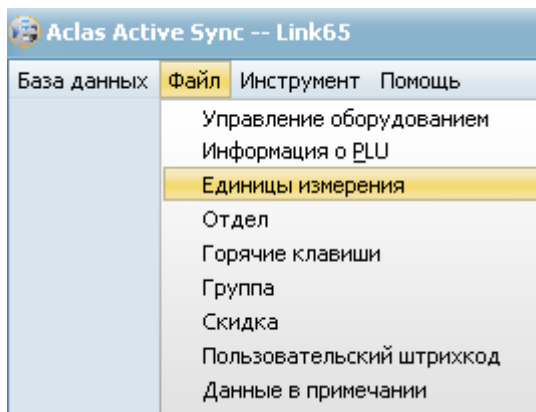 Aclas Active Sync -- Link65
База данных Файл Инструмент Помощь
Управление оборудованием
Информация о PLU
Единицы измерения
Отдел
Горячие клавиши
Группа
Скидка
Пользовательский штрихкод
Данные в примечании